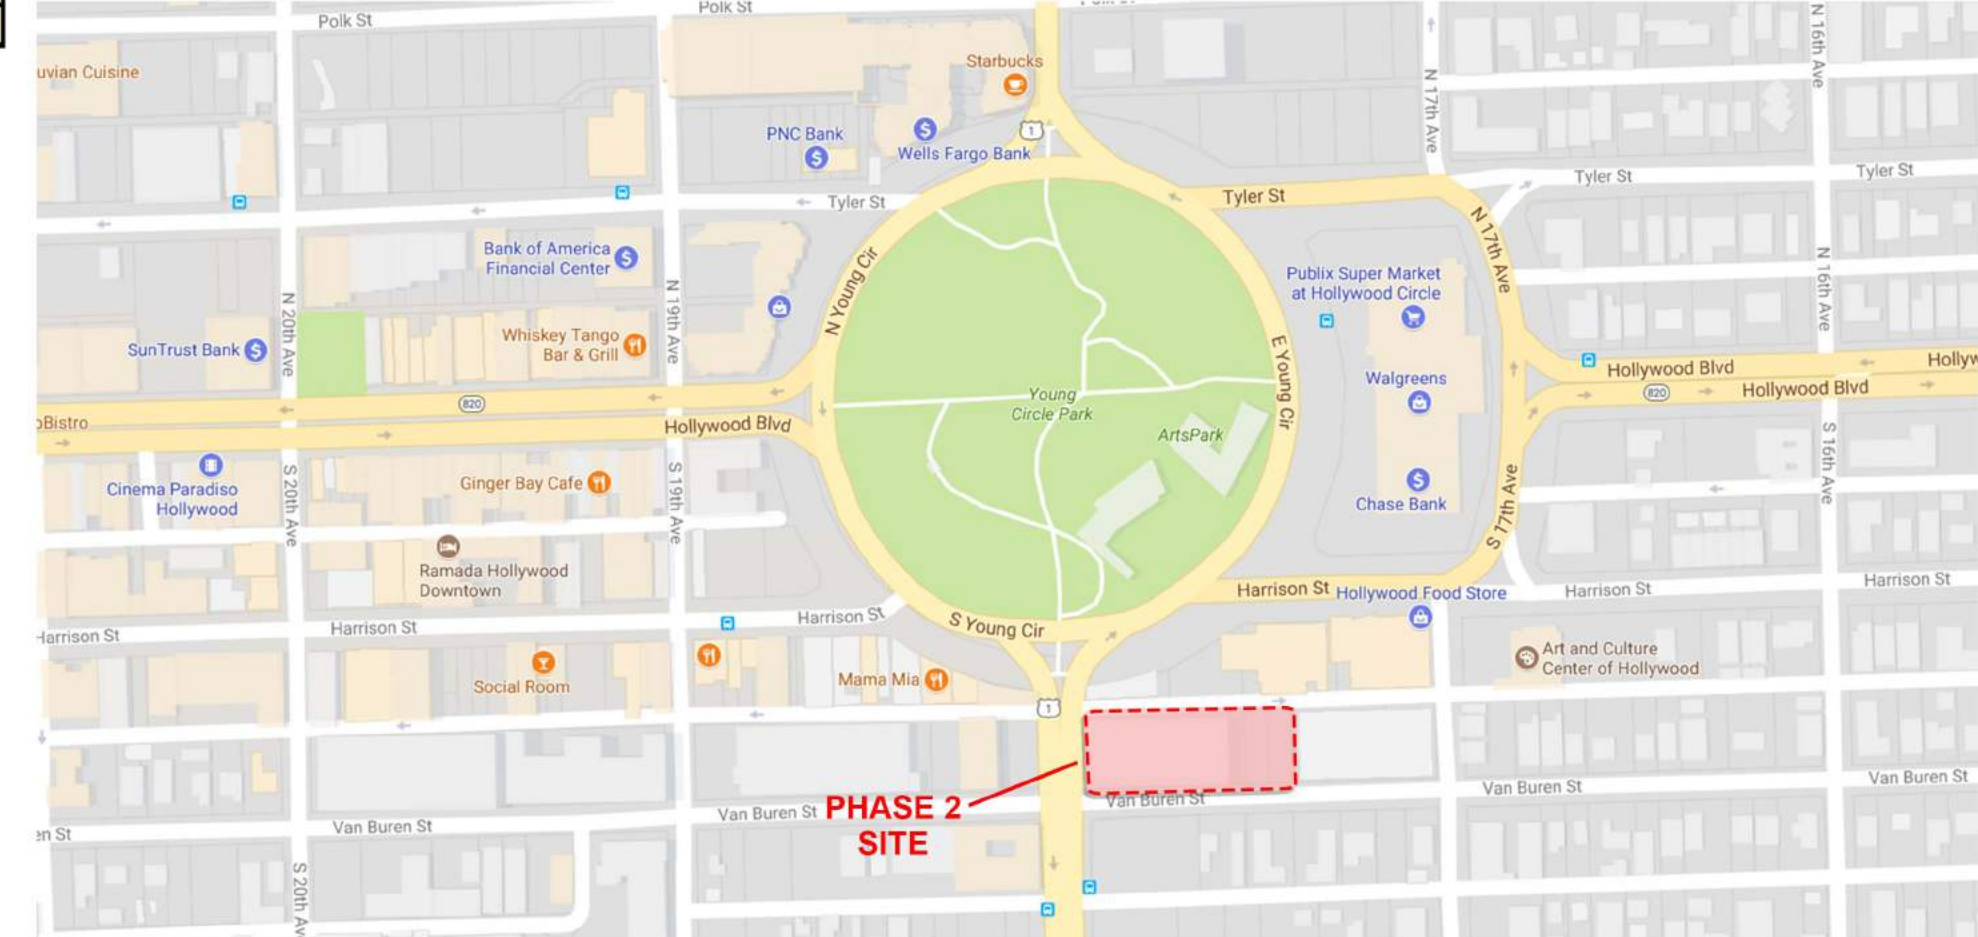 Polk St
Polk St
N 16th Ave
uvian Cuisine
Starbucks
N 17th Ave
1
PNC Bank
Wells Fargo Bank
Tyler St
Tyler St
Tyler St
Tyler St
N 17th Ave
Bank of America
Financial Center
N Young Cir
Publix Super Market
at Hollywood Circle
N 20th Ave
N 19th Ave
N 16th Ave
SunTrust Bank
Whiskey Tango
Bar & Grill
E Young Cir
Hollywood Blvd
Hollyw
Walgreens
820
Hollywood Blvd
820
Young
Circle Park
ArtsPark
oBistro
Hollywood Blvd
S 16th Ave
Cinema Paradiso
Hollywood
S 20th Ave
Ginger Bay Cafe
S 19th Ave
Chase Bank
S 17th Ave
Ramada Hollywood
Downtown
Harrison St
Hollywood Food Store
Harrison St
Harrison St
Harrison St
Harrison St
Harrison St
S Young Cir
Social Room
Mama Mia
Art and Culture
Center of Hollywood
1
PHASE 2
SITE
Van Buren St
Van Buren St
Van Buren St
Van Buren St
Van Buren St
en St
S 20th Av